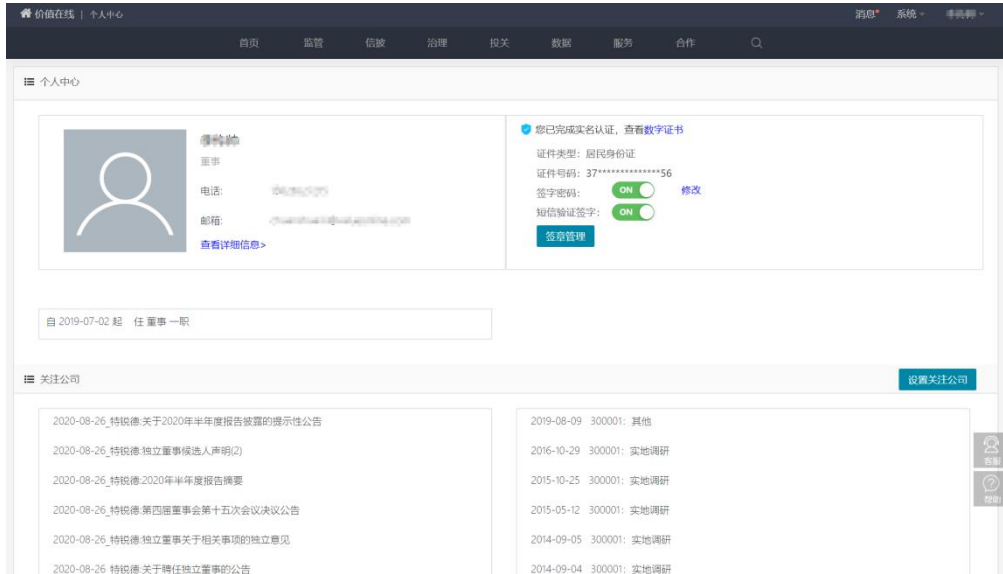 价值在线 | 个人中心 消息 系统
首页 监管 信披 治理 投关 数据 服务 合作
个人中心
董事
电话:
邮箱:
查看详细信息>
您已完成实名认证，查看数字证书
证件类型：居民身份证
证件号码：37**************56
签字密码： ON 修改
短信验证签字： ON
签章管理
自 2019-07-02 起 任 董事 一职
关注公司 设置关注公司
2020-08-26_特锐德:关于2020年半年度报告披露的提示性公告
2020-08-26_特锐德:独立董事候选人声明(2)
2020-08-26_特锐德:2020年半年度报告摘要
2020-08-26_特锐德:第四届董事会第十五次会议决议公告
2020-08-26_特锐德:独立董事关于相关事项的独立意见
2020-08-26_特锐德:关于聘任独立董事的公告
2019-08-09 300001: 其他
2016-10-29 300001: 实地调研
2015-10-25 300001: 实地调研
2015-05-12 300001: 实地调研
2014-09-05 300001: 实地调研
2014-09-04 300001: 实地调研
客服
帮助